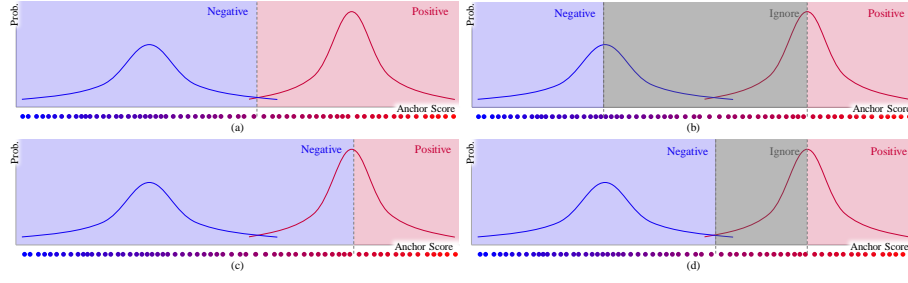 Prob.
Negative
Positive
Anchor Score
(a)
Prob.
Negative
Ignore
Positive
Anchor Score
(b)
Prob.
Negative
Positive
Anchor Score
(c)
Prob.
Negative
Ignore
Positive
Anchor Score
(d)